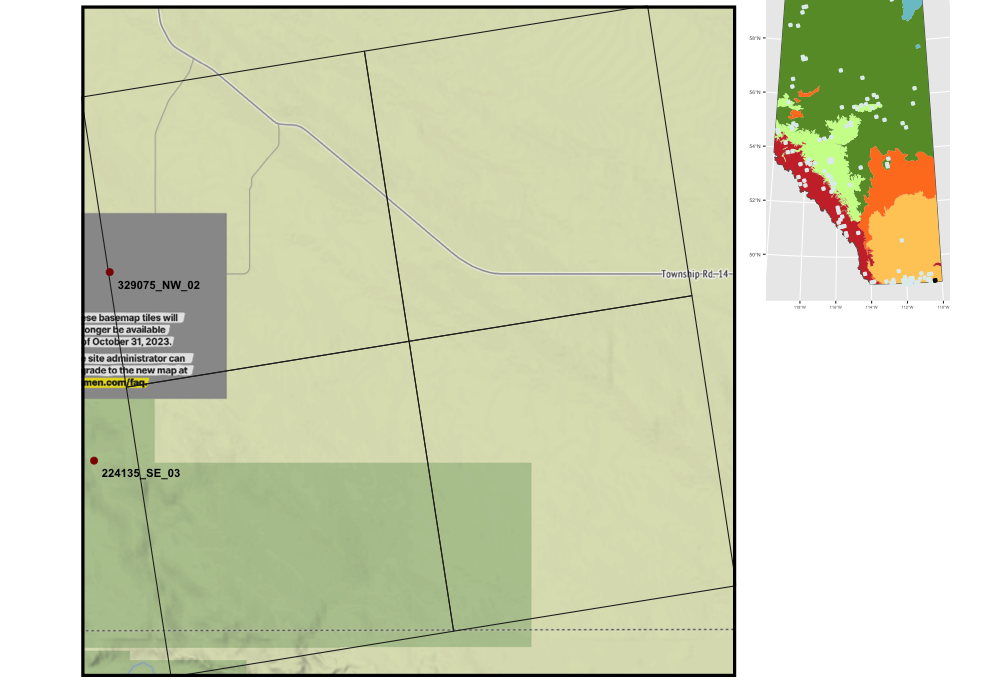 Township Rd. 14
329075_NW_02
ese basemap tiles will
onger be available
of October 31, 2023.
e site administrator can
grade to the new map at
men.com/faq
224135_SE_03
58°N
56°N
54°N
52°N
50°N
118°W
116°W
114°W
112°W
110°W